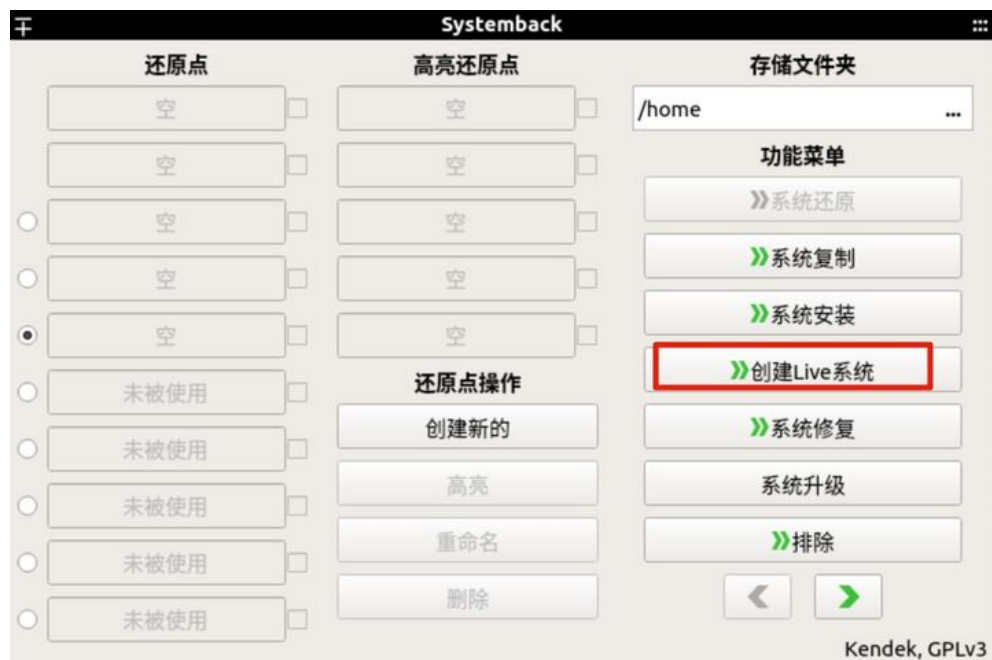 Systemback
还原点
空
空
空
空
空
未被使用
未被使用
未被使用
未被使用
未被使用
高亮还原点
空
空
空
空
空
还原点操作
创建新的
高亮
重命名
删除
存储文件夹
/home
...
功能菜单
系统还原
系统复制
系统安装
创建Live系统
系统修复
系统升级
排除
Kendek, GPLv3